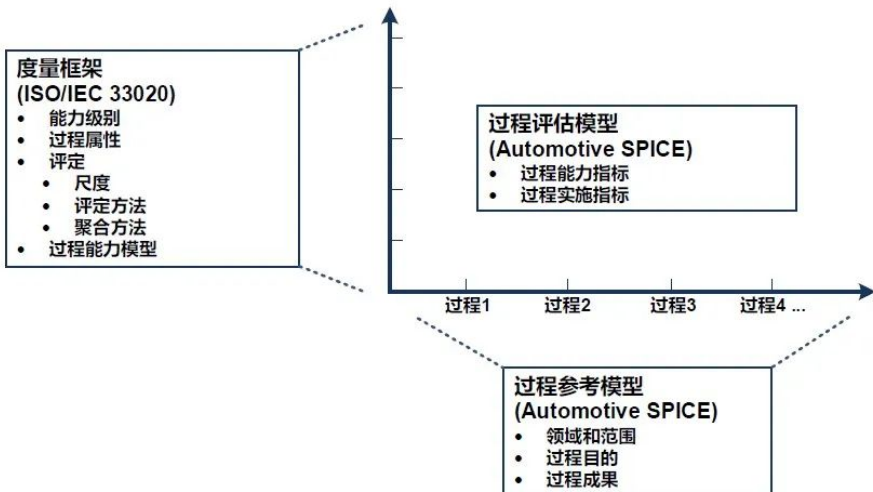 度量框架
(ISO/IEC 33020)
• 能力级别
• 过程属性
• 评定
• 尺度
• 评定方法
• 聚合方法
• 过程能力模型
过程评估模型
(Automotive SPICE)
• 过程能力指标
• 过程实施指标
过程1 过程2 过程3 过程4 ...
过程参考模型
(Automotive SPICE)
• 领域和范围
• 过程目的
• 过程成果